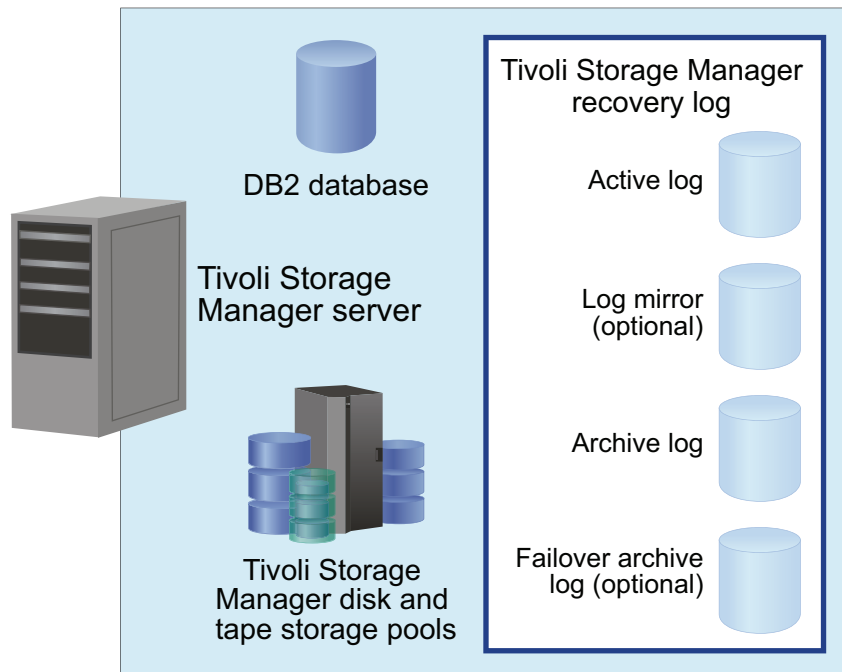 DB2 database
Tivoli Storage
Manager server
Tivoli Storage
Manager disk and
tape storage pools
Tivoli Storage Manager
recovery log
Active log
Log mirror
(optional)
Archive log
Failover archive
log (optional)